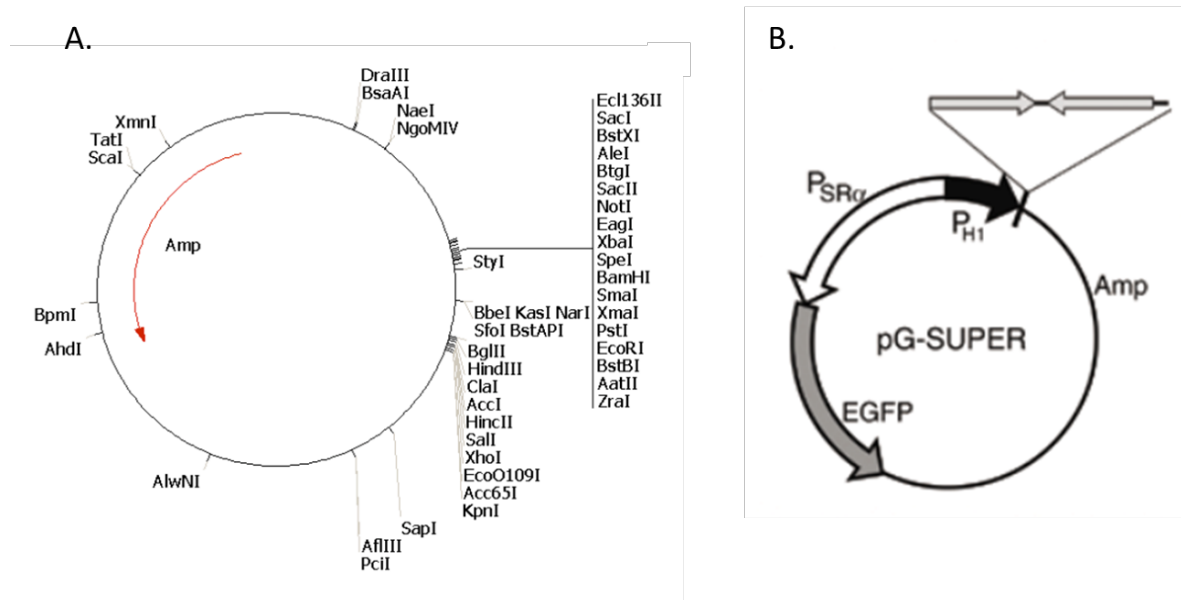 A.
DraIII
BsaAI
NaeI
NgoMIV
XmnI
TatI
ScaI
Amp
BpmI
AhdI
AlwNI
AflIII
PciI
SapI
StyI
BbeI KasI NarI
SfoI BstAPI
BglII
HindIII
ClaI
AccI
HincII
SalI
XhoI
EcoO109I
Acc65I
KpnI
Ecl136II
SacI
BstXI
AleI
BtgI
SacII
NotI
EagI
XbaI
SpeI
BamHI
SmaI
XmaI
PstI
EcoRI
BstBI
AatII
ZraI
B.
PSRα
PH1
Amp
pG-SUPER
EGFP